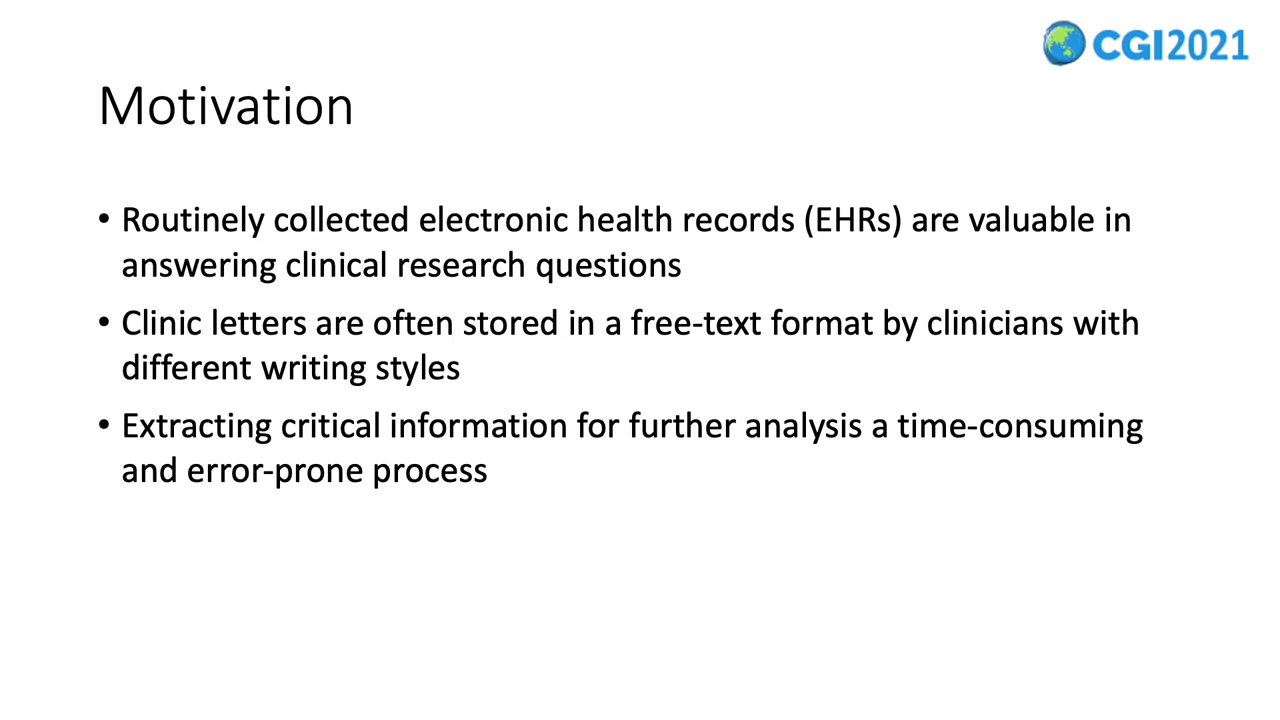 CGI2021
Motivation
• Routinely collected electronic health records (EHRs) are valuable in
answering clinical research questions
• Clinic letters are often stored in a free-text format by clinicians with
different writing styles
• Extracting critical information for further analysis a time-consuming
and error-prone process